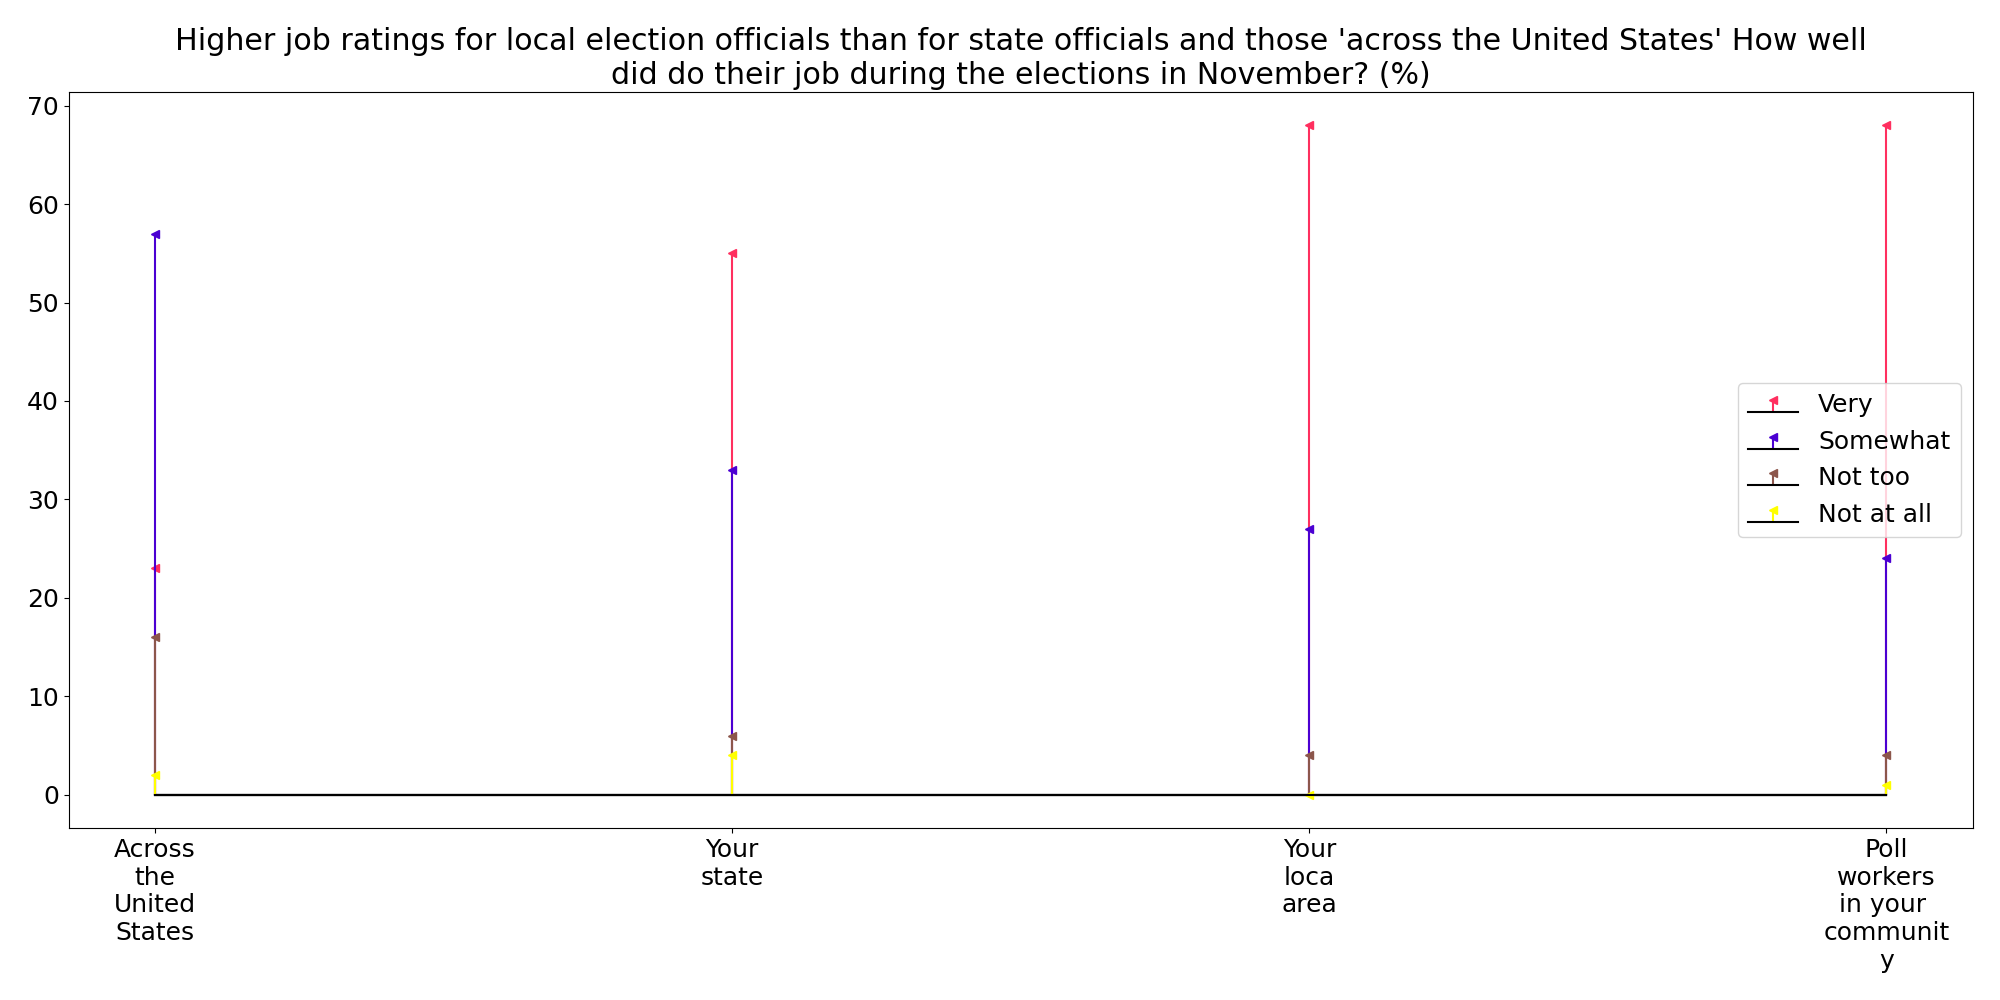 Higher job ratings for local election officials than for state officials and those 'across the United States' How well
did do their job during the elections in November? (%)
70
60
50
40
30
20
10
0
Very
Somewhat
Not too
Not at all
Across
the
United
States
Your
state
Your
loca
area
Poll
workers
in your
communit
y